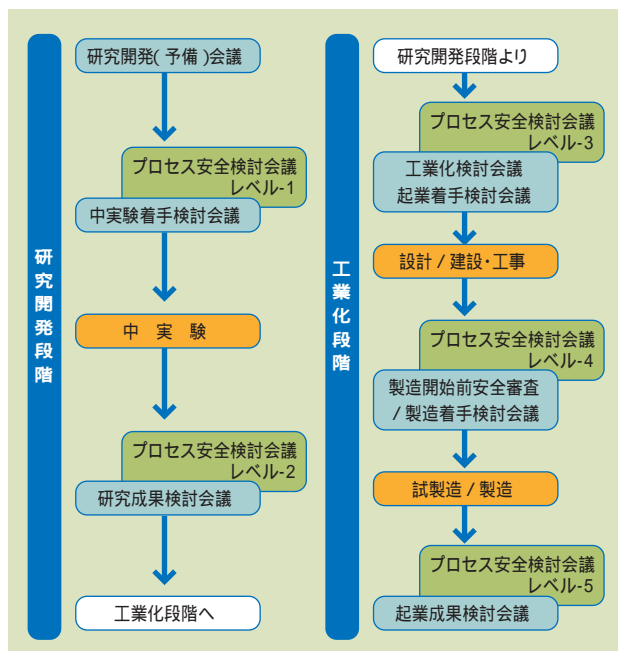 研究開発段階
研究開発(予備)会議
プロセス安全検討会議
レベル-1
中実験着手検討会議
中 実 験
プロセス安全検討会議
レベル-2
研究成果検討会議
工業化段階へ
工業化段階
研究開発段階より
プロセス安全検討会議
レベル-3
工業化検討会議
起業着手検討会議
設計/建設・工事
プロセス安全検討会議
レベル-4
製造開始前安全審査
/製造着手検討会議
試製造/製造
プロセス安全検討会議
レベル-5
起業成果検討会議